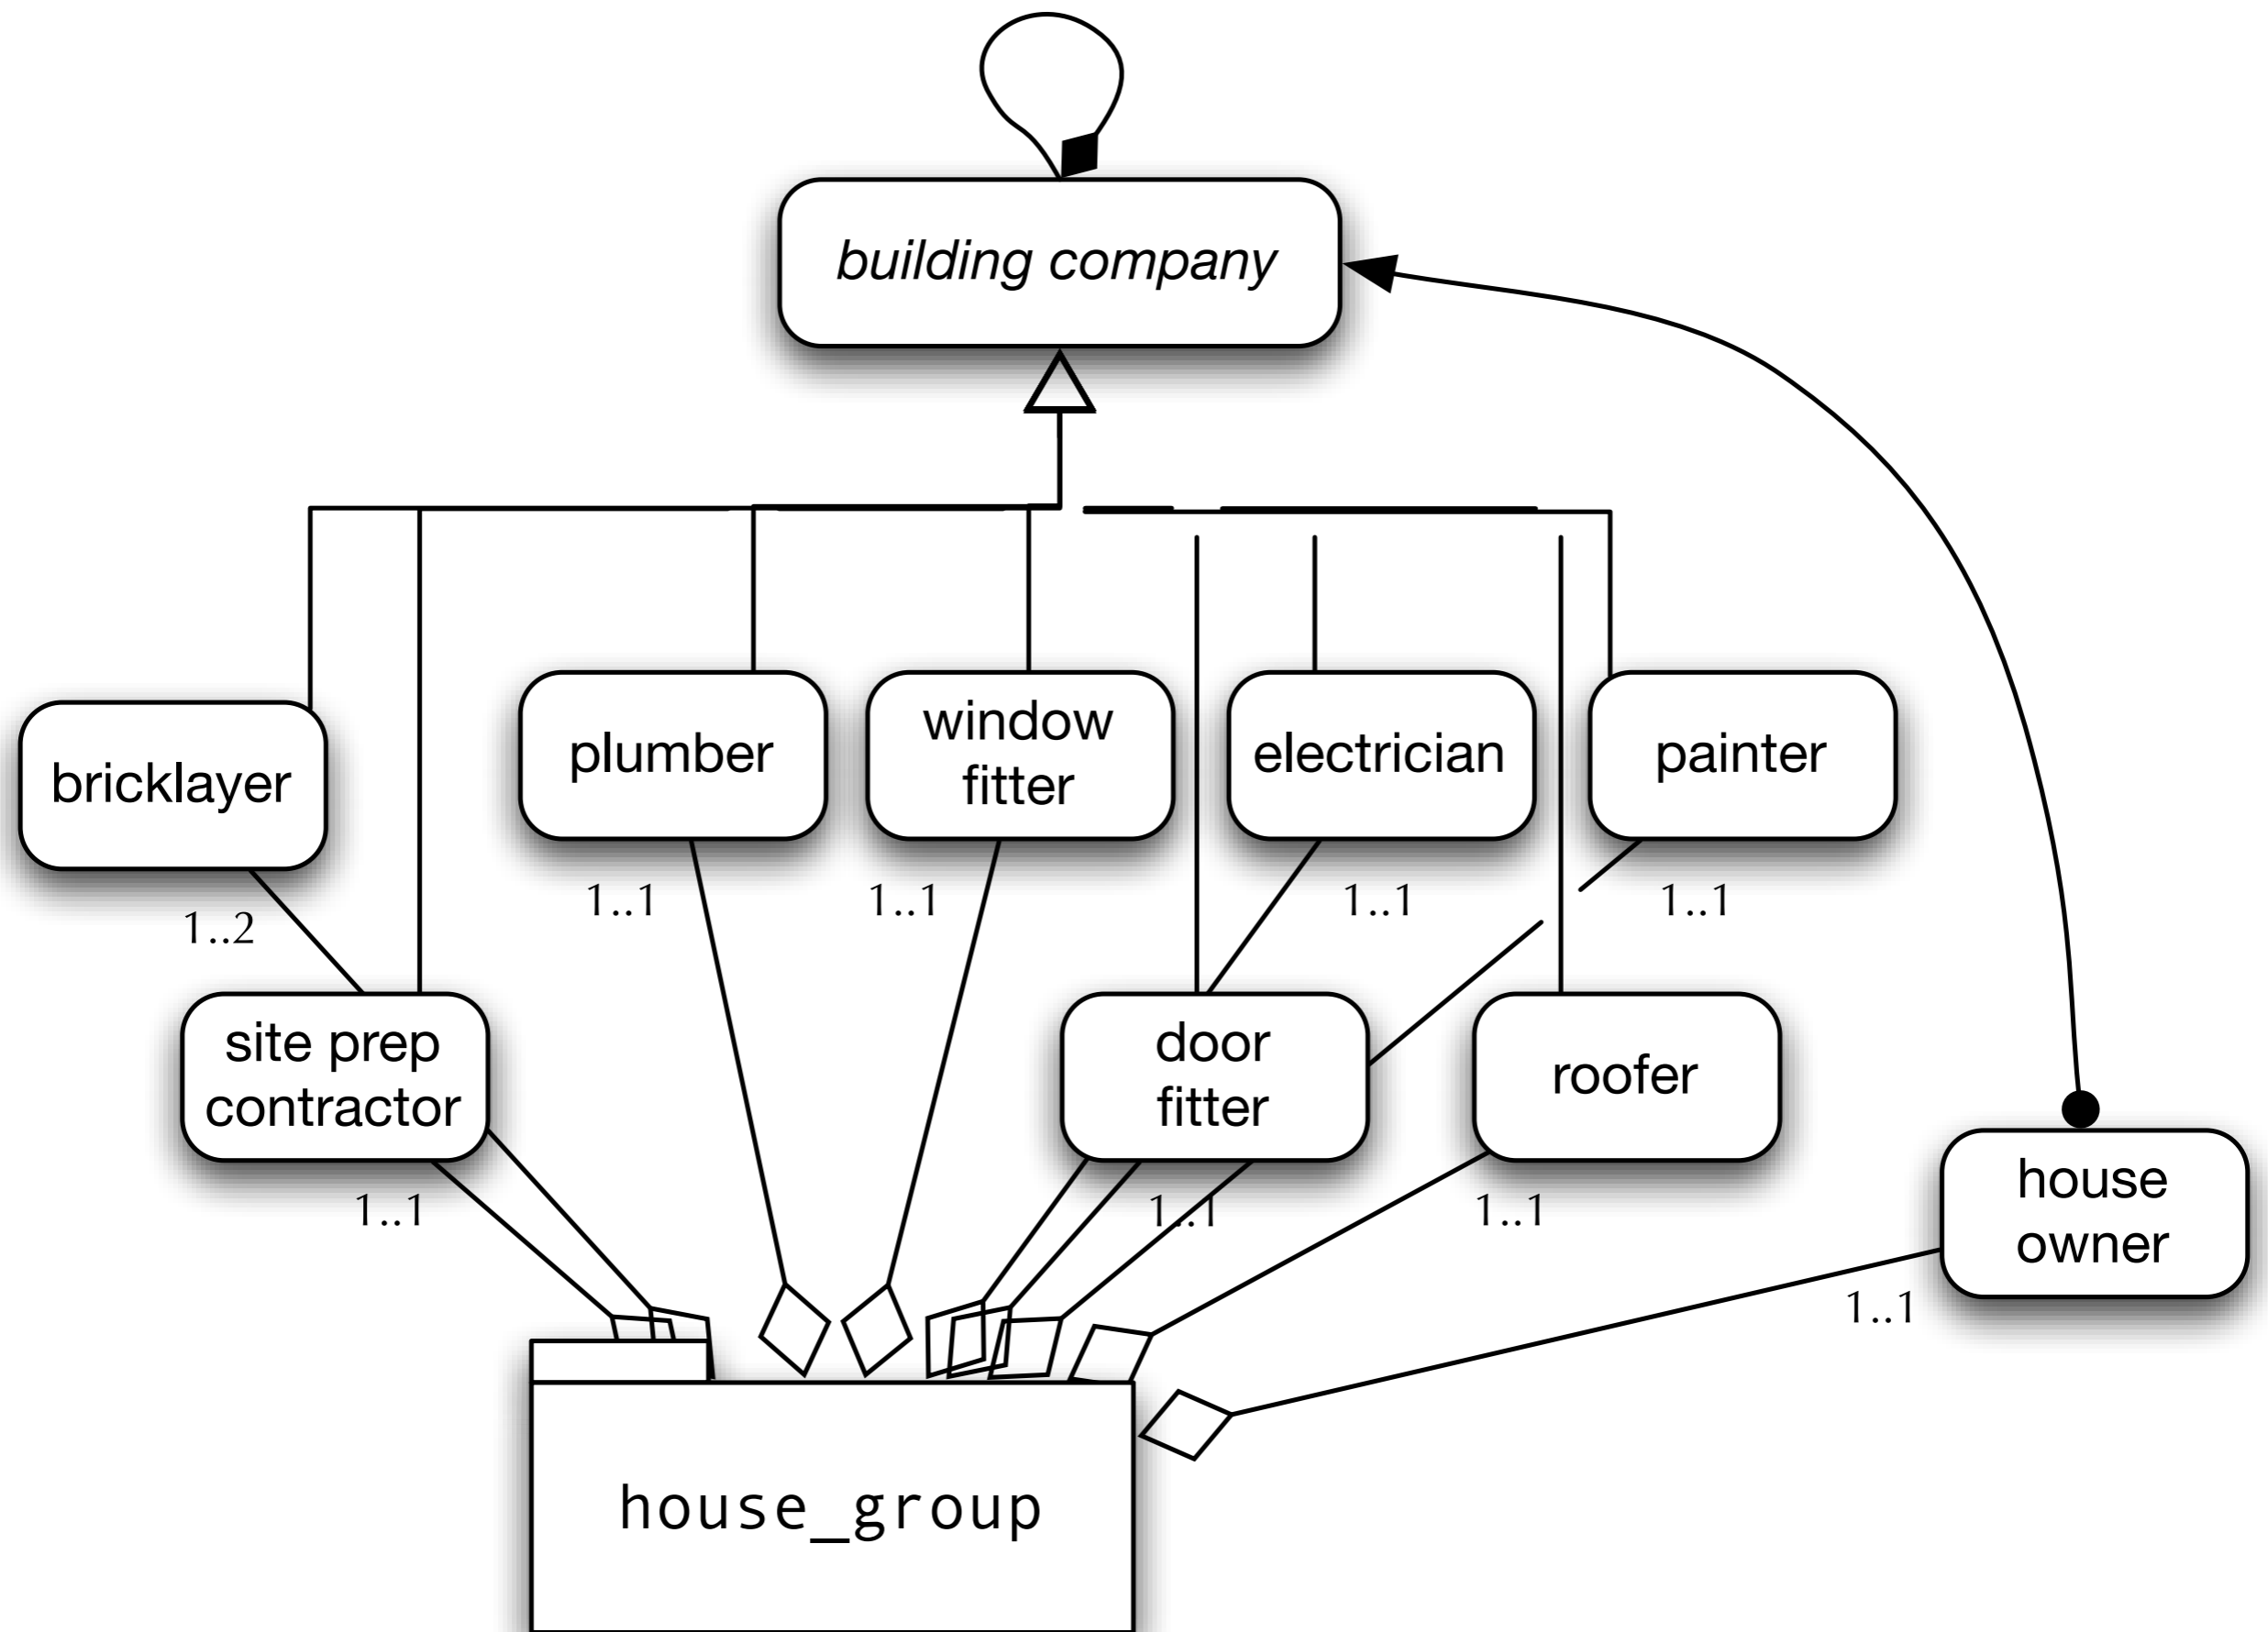 building company
bricklayer
plumber
window
fitter
electrician
painter
1..2
1..1
1..1
1..1
1..1
site prep
contractor
door
fitter
roofer
house
owner
1..1
1..1
1..1
1..1
house_group